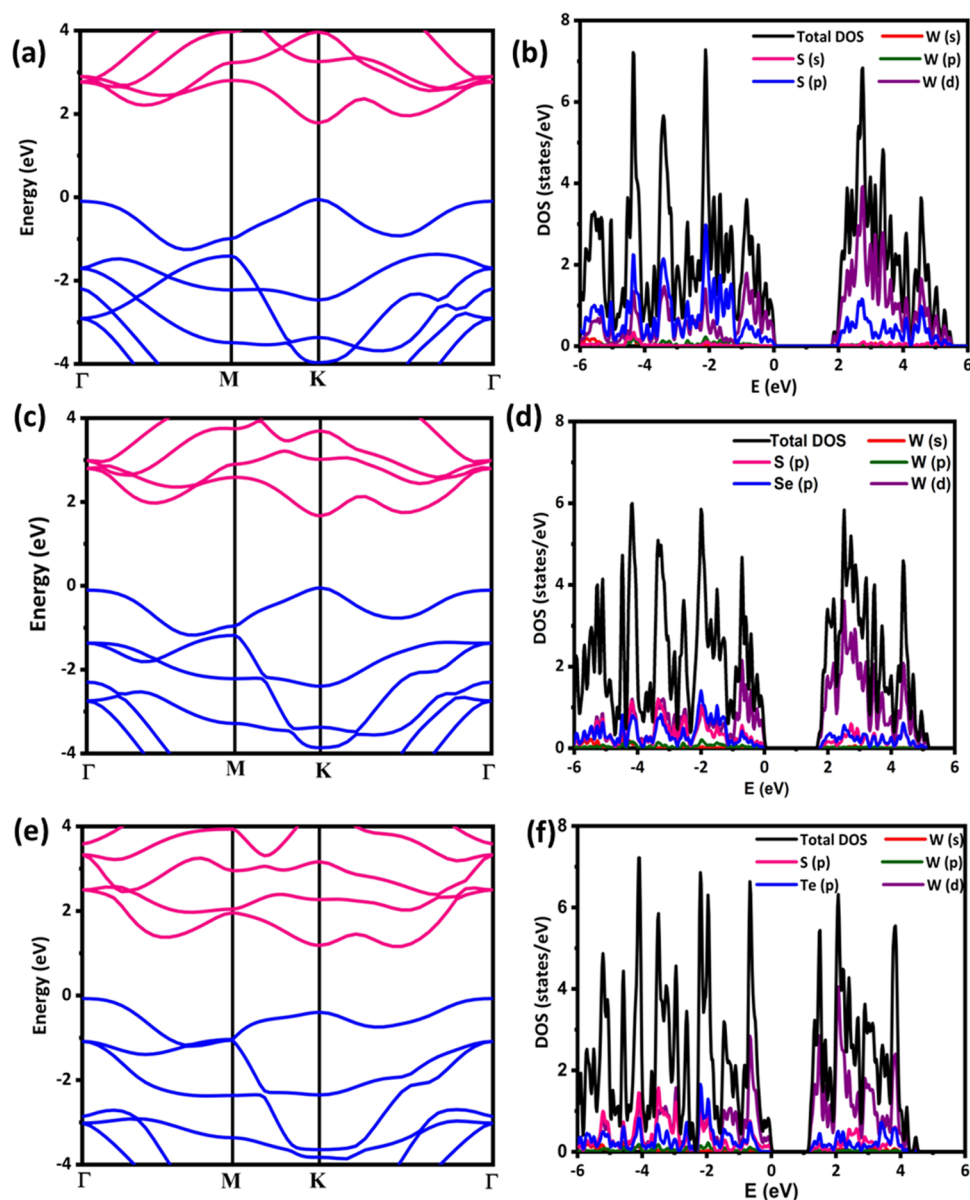 (a)
4
2
0
-2
-4
Energy (eV)
Γ M K Γ
(b)
8
6
4
2
0
DOS (states/eV)
Total DOS W (s)
S (s) W (p)
S (p) W (d)
-6 -4 -2 0 2 4 6
E (eV)
(c)
4
2
0
-2
-4
Energy (eV)
Γ M K Γ
(d)
8
6
4
2
0
DOS (states/eV)
Total DOS W (s)
S (p) W (p)
Se (p) W (d)
-6 -4 -2 0 2 4 6
E (eV)
(e)
4
2
0
-2
-4
Energy (eV)
Γ M K Γ
(f)
8
6
4
2
0
DOS (states/eV)
Total DOS W (s)
S (p) W (p)
Te (p) W (d)
-6 -4 -2 0 2 4 6
E (eV)